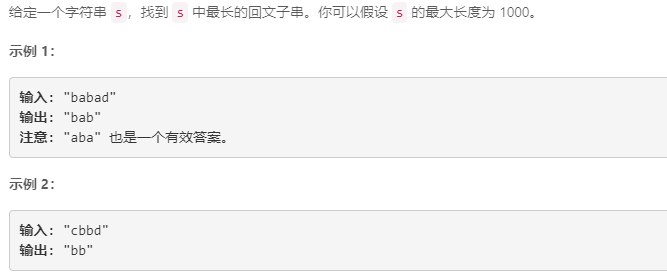 给定一个字符串 s，找到 s 中最长的回文子串。你可以假设 s 的最大长度为 1000。
示例 1：
输入: "babad"
输出: "bab"
注意: "aba" 也是一个有效答案。
示例 2：
输入: "cbbd"
输出: "bb"